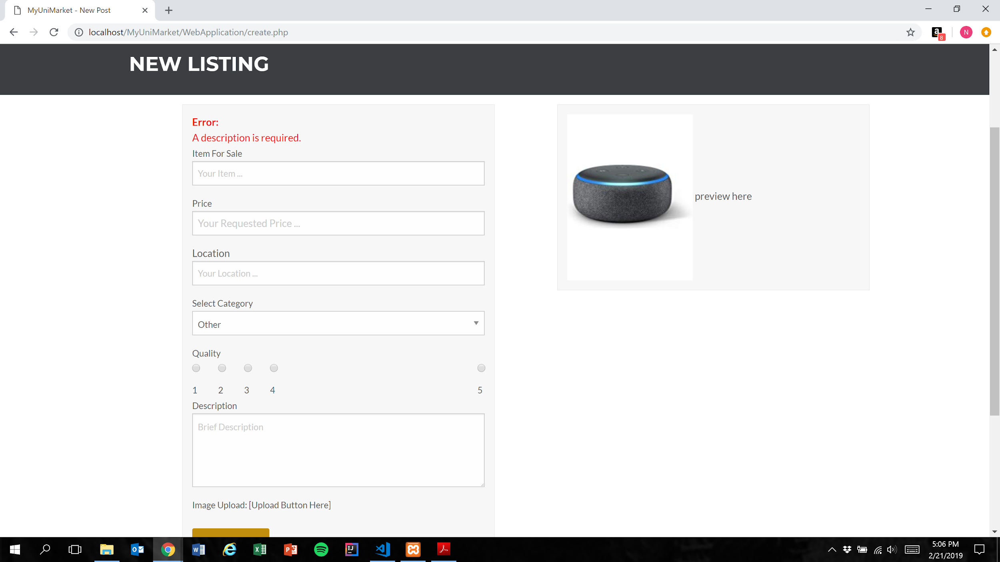 MyUniMarket - New Post
localhost/MyUniMarket/WebApplication/create.php
a
8
N
NEW LISTING
Error:
A description is required.
Item For Sale
Your Item ...
Price
Your Requested Price ...
Location
Your Location ...
Select Category
Other
Quality
1 2 3 4 5
Description
Brief Description
Image Upload: [Upload Button Here]
preview here
5:06 PM
2/21/2019